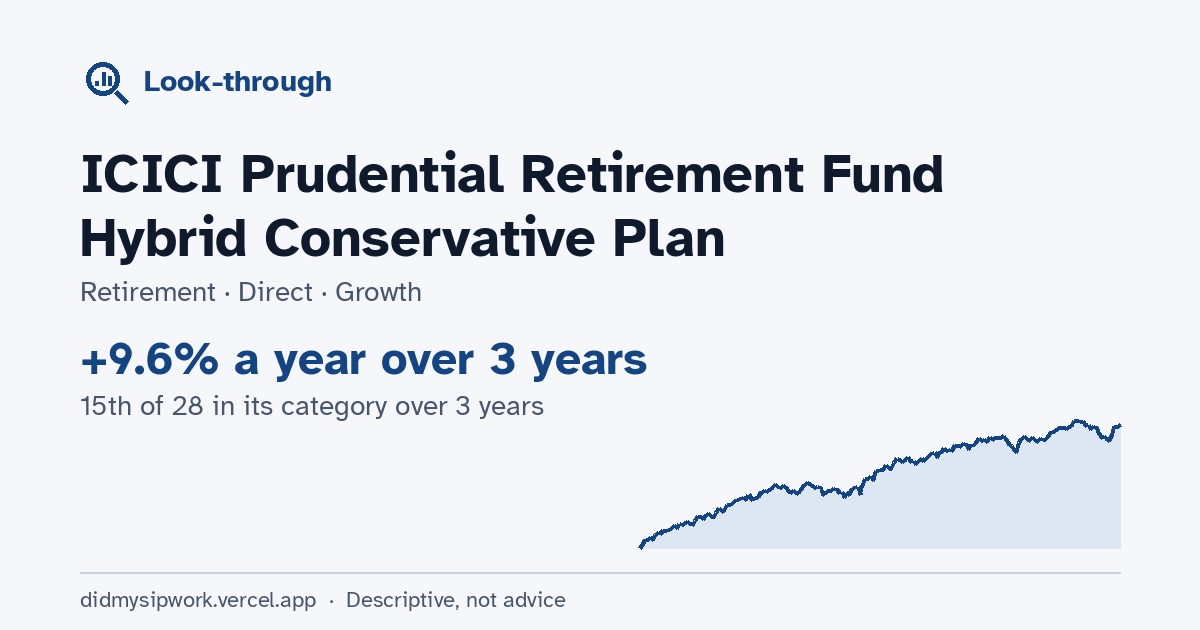 Look-through
ICICI Prudential Retirement Fund
Hybrid Conservative Plan
Retirement · Direct · Growth
+9.6% a year over 3 years
15th of 28 in its category over 3 years
didmysipwork.vercel.app · Descriptive, not advice